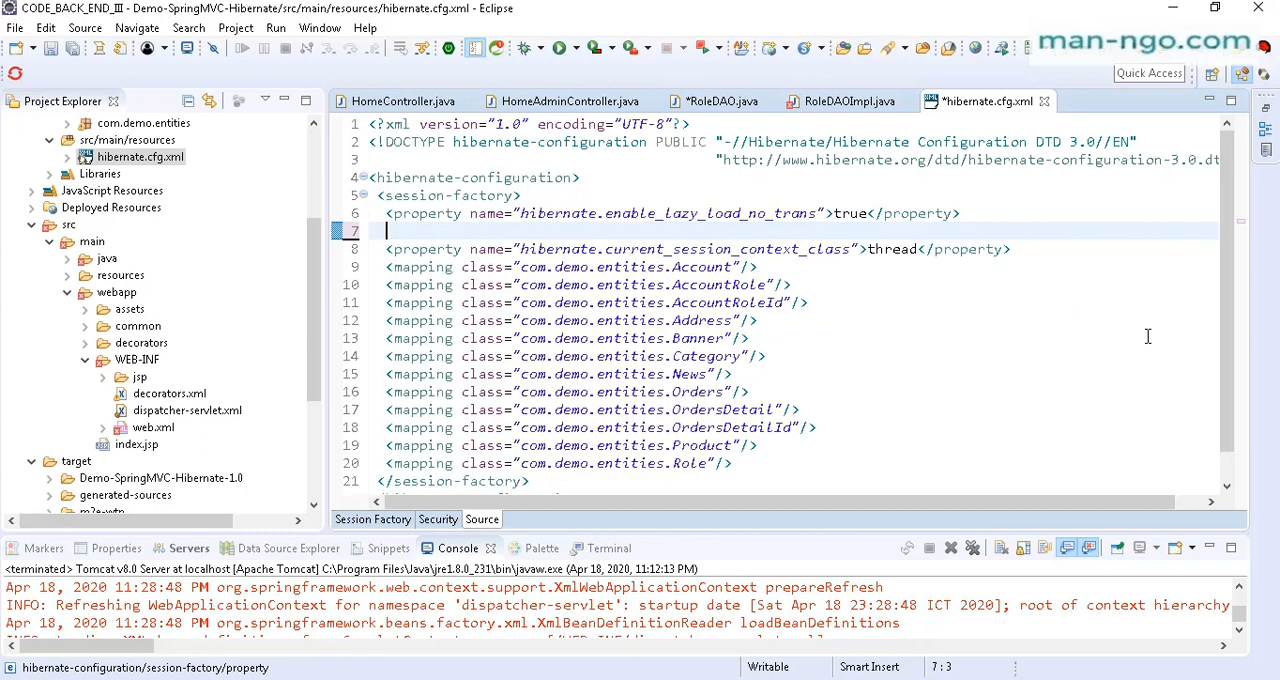 CODE_BACK_END_III - Demo-SpringMVC-Hibernate/src/main/resources/hibernate.cfg.xml - Eclipse
File Edit Source Navigate Search Project Run Window Help
man-ngo.com
Quick Access
Project Explorer
HomeController.java HomeAdminController.java *RoleDAO.java RoleDAOImpl.java *hibernate.cfg.xml
com.demo.entities
src/main/resources
hibernate.cfg.xml
Libraries
JavaScript Resources
Deployed Resources
src
main
java
resources
webapp
assets
common
decorators
WEB-INF
jsp
decorators.xml
dispatcher-servlet.xml
web.xml
index.jsp
target
Demo-SpringMVC-Hibernate-1.0
generated-sources
m2e-wtp
1 <?xml version="1.0" encoding="UTF-8"?>
2 <!DOCTYPE hibernate-configuration PUBLIC "-//Hibernate/Hibernate Configuration DTD 3.0//EN"
3 "http://www.hibernate.org/dtd/hibernate-configuration-3.0.dt
4 <hibernate-configuration>
5 <session-factory>
6 <property name="hibernate.enable_lazy_load_no_trans">true</property>
7
8 <property name="hibernate.current_session_context_class">thread</property>
9 <mapping class="com.demo.entities.Account"/>
10 <mapping class="com.demo.entities.AccountRole"/>
11 <mapping class="com.demo.entities.AccountRoleId"/>
12 <mapping class="com.demo.entities.Address"/>
13 <mapping class="com.demo.entities.Banner"/>
14 <mapping class="com.demo.entities.Category"/>
15 <mapping class="com.demo.entities.News"/>
16 <mapping class="com.demo.entities.Orders"/>
17 <mapping class="com.demo.entities.OrdersDetail"/>
18 <mapping class="com.demo.entities.OrdersDetailId"/>
19 <mapping class="com.demo.entities.Product"/>
20 <mapping class="com.demo.entities.Role"/>
21 </session-factory>
Session Factory Security Source
Markers Properties Servers Data Source Explorer Snippets Console Palette Terminal
<terminated> Tomcat v8.0 Server at localhost [Apache Tomcat] C:\Program Files\Java\jre1.8.0_231\bin\javaw.exe (Apr 18, 2020, 11:12:13 PM)
Apr 18, 2020 11:28:48 PM org.springframework.web.context.support.XmlWebApplicationContext prepareRefresh
INFO: Refreshing WebApplicationContext for namespace 'dispatcher-servlet': startup date [Sat Apr 18 23:28:48 ICT 2020]; root of context hierarchy
Apr 18, 2020 11:28:48 PM org.springframework.beans.factory.xml.XmlBeanDefinitionReader loadBeanDefinitions
hibernate-configuration/session-factory/property Writable Smart Insert 7 : 3